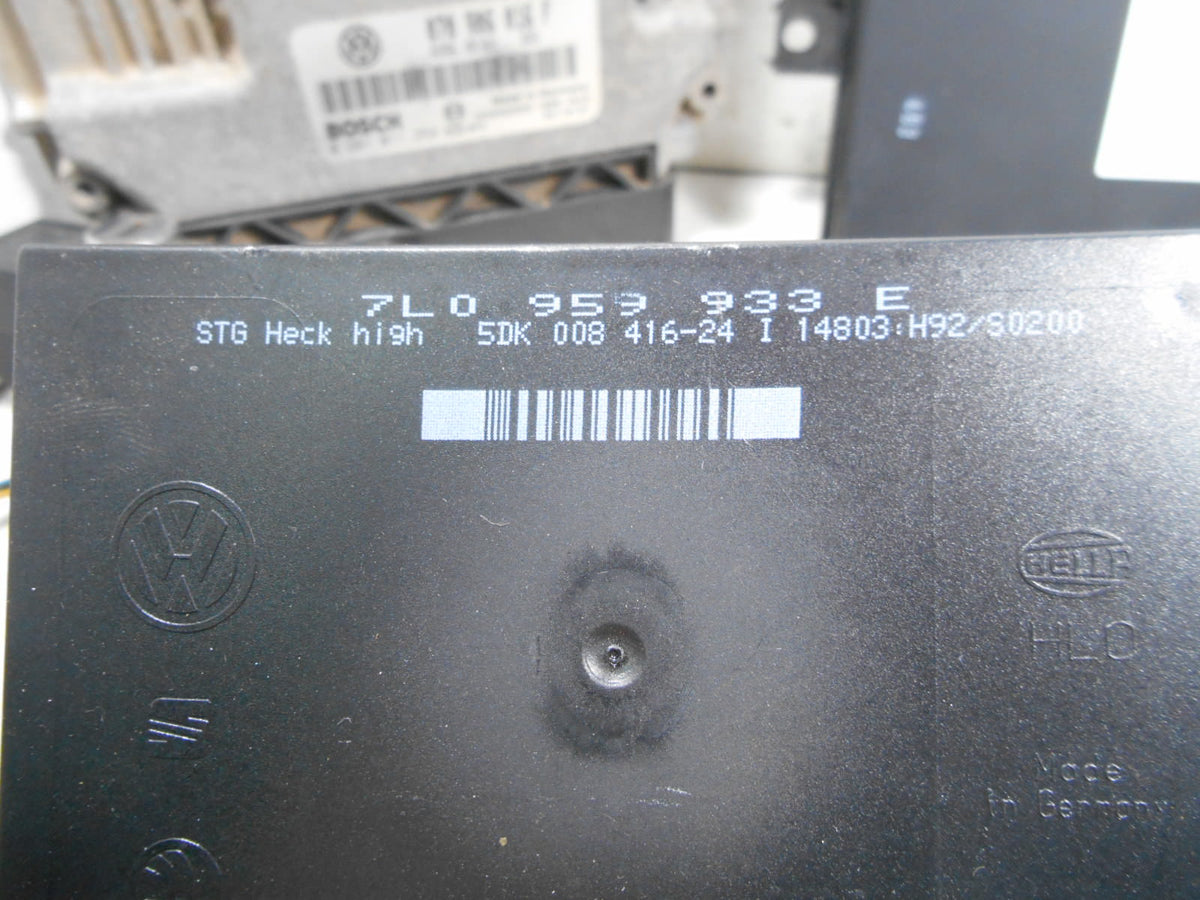 BOSCH
7L0 959 933 E
STG Heck high 5DK 008 416-24 I 14803:H92/S0200
HELLA
HLO
Made
in Germany